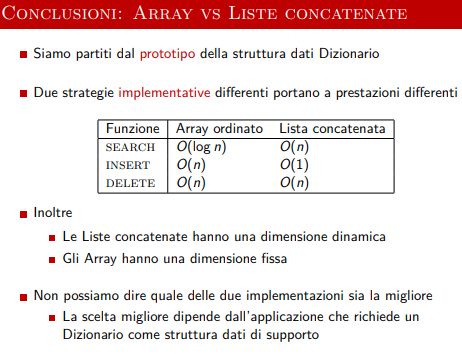 Conclusioni: Array vs Liste concatenate
Siamo partiti dal prototipo della struttura dati Dizionario
Due strategie implementative differenti portano a prestazioni differenti
Funzione Array ordinato Lista concatenata
search O(log n) O(n)
insert O(n) O(1)
delete O(n) O(n)
Inoltre
Le Liste concatenate hanno una dimensione dinamica
Gli Array hanno una dimensione fissa
Non possiamo dire quale delle due implementazioni sia la migliore
La scelta migliore dipende dall'applicazione che richiede un
Dizionario come struttura dati di supporto